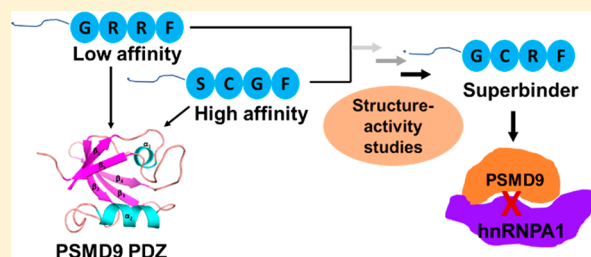 G R R F
Low affinity
S C G F
High affinity
G C R F
Superbinder
Structure-
activity
studies
PSMD9
X
hnRNPA1
PSMD9 PDZ